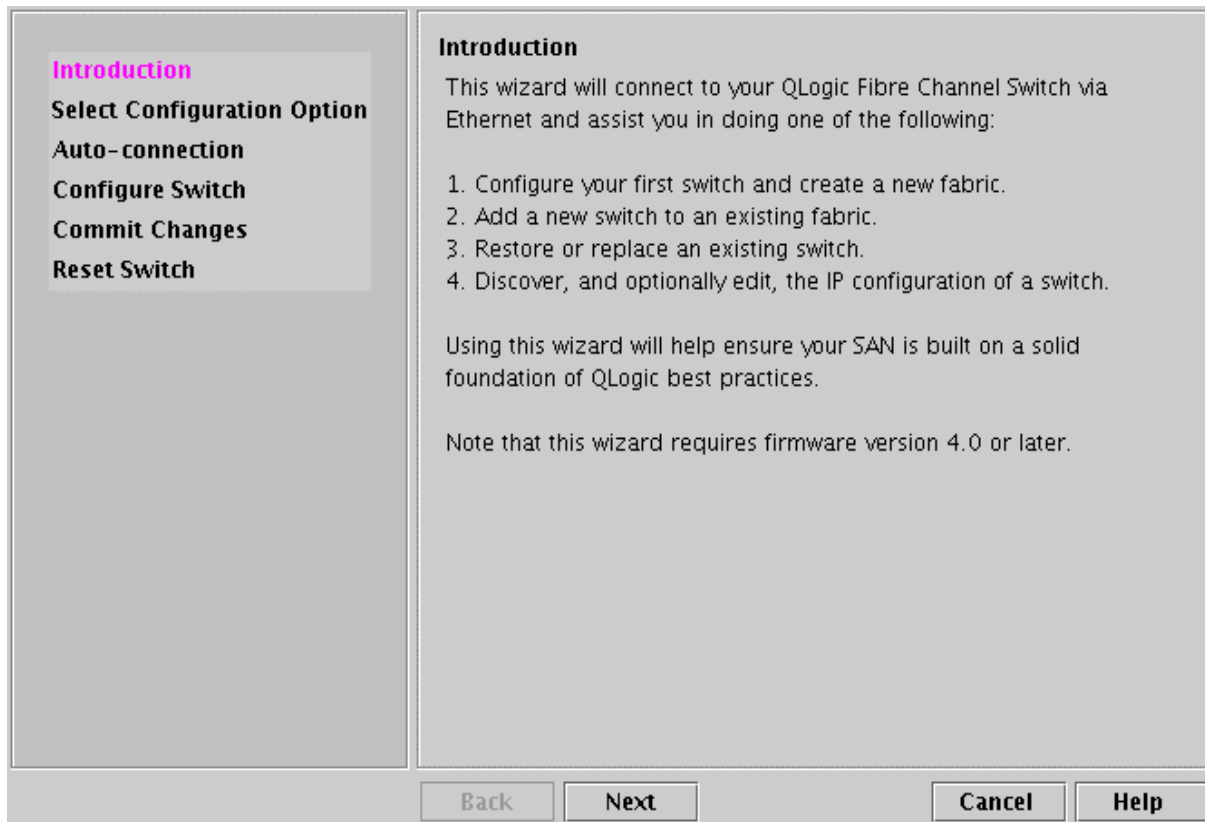 Introduction
Select Configuration Option
Auto-connection
Configure Switch
Commit Changes
Reset Switch
Introduction
This wizard will connect to your QLogic Fibre Channel Switch via
Ethernet and assist you in doing one of the following:
1. Configure your first switch and create a new fabric.
2. Add a new switch to an existing fabric.
3. Restore or replace an existing switch.
4. Discover, and optionally edit, the IP configuration of a switch.
Using this wizard will help ensure your SAN is built on a solid
foundation of QLogic best practices.
Note that this wizard requires firmware version 4.0 or later.
Back
Next
Cancel
Help